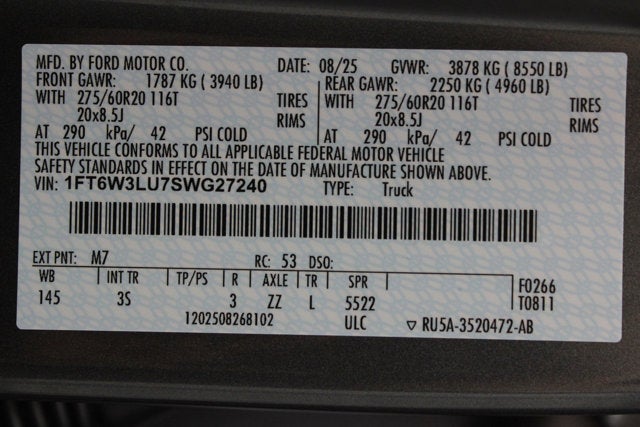 MFD. BY FORD MOTOR CO. DATE: 08/25 GVWR: 3878 KG ( 8550 LB)
FRONT GAWR: 1787 KG ( 3940 LB) REAR GAWR: 2250 KG ( 4960 LB)
WITH 275/60R20 116T TIRES WITH 275/60R20 116T TIRES
20x8.5J RIMS 20x8.5J RIMS
AT 290 kPa/ 42 PSI COLD AT 290 kPa/ 42 PSI COLD
THIS VEHICLE CONFORMS TO ALL APPLICABLE FEDERAL MOTOR VEHICLE
SAFETY STANDARDS IN EFFECT ON THE DATE OF MANUFACTURE SHOWN ABOVE.
VIN: 1FT6W3LU7SWG27240 TYPE: Truck
EXT PNT: M7 RC: 53 DSO:
WB INT TR TP/PS R AXLE TR SPR F0266
145 3S 3 ZZ L 5522 T0811
1202508268102 ULC ▽ RU5A-3520472-AB